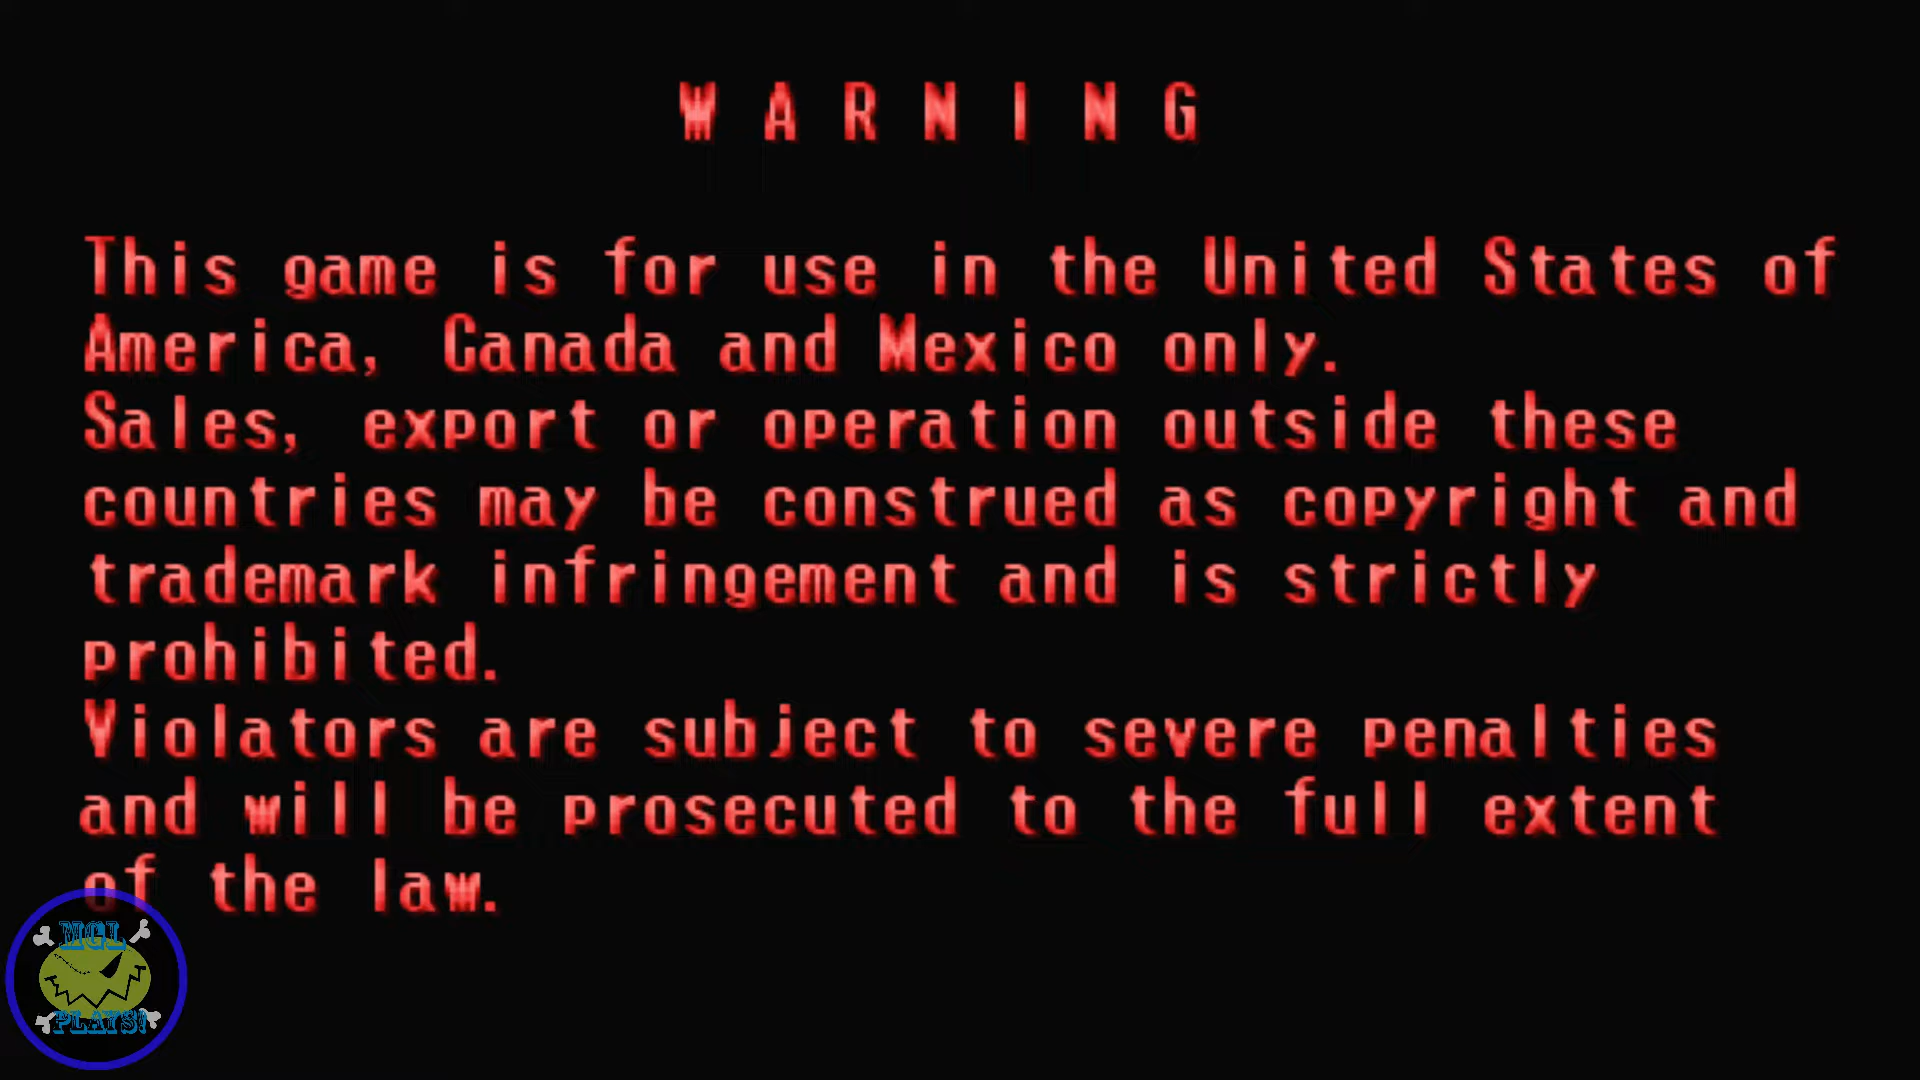 W A R N I N G
This game is for use in the United States of
America, Canada and Mexico only.
Sales, export or operation outside these
countries may be construed as copyright and
trademark infringement and is strictly
prohibited.
Violators are subject to severe penalties
and will be prosecuted to the full extent
of the law.
MGL
PLAYS!